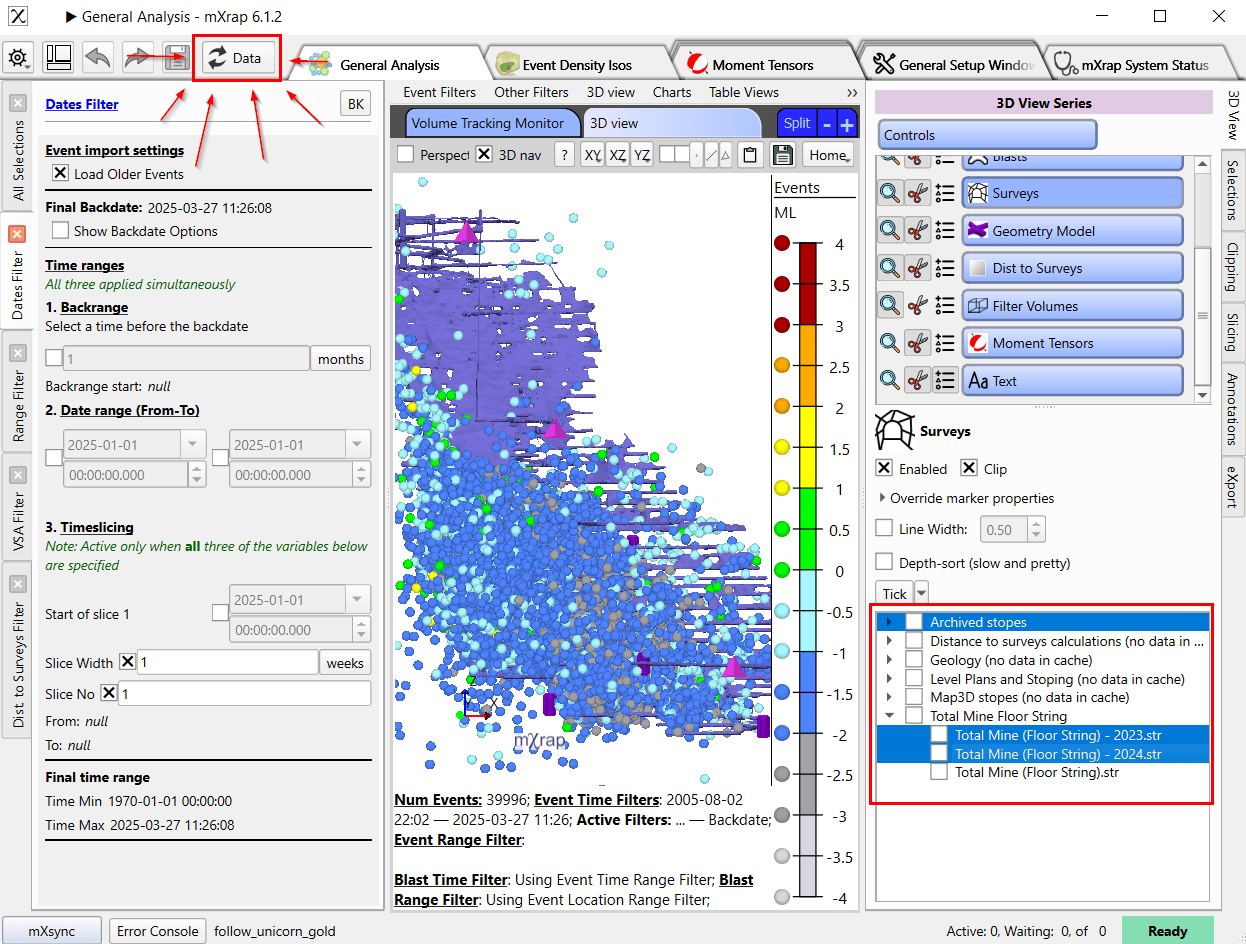 General Analysis - mXrap 6.1.2
Data
General Analysis
Event Density Isos
Moment Tensors
General Setup Window
mXrap System Status
All Selections
Dates Filter
Range Filter
VSA Filter
Dist to Surveys Filter
Dates Filter
BK
Event import settings
Load Older Events
Final Backdate: 2025-03-27 11:26:08
Show Backdate Options
Time ranges
All three applied simultaneously
1. Backrange
Select a time before the backdate
1
months
Backrange start: null
2. Date range (From-To)
2025-01-01
2025-01-01
00:00:00.000
00:00:00.000
3. Timeslicing
Note: Active only when all three of the variables below
are specified
Start of slice 1
2025-01-01
00:00:00.000
Slice Width
1
weeks
Slice No
1
From: null
To: null
Final time range
Time Min 1970-01-01 00:00:00
Time Max 2025-03-27 11:26:08
Event Filters
Other Filters
3D view
Charts
Table Views
»
Volume Tracking Monitor
3D view
Split
-
+
Perspect
3D nav
?
XY
XZ
YZ
Home
Events
ML
4
3.5
3
2.5
2
1.5
1
0.5
0
-0.5
-1
-1.5
-2
-2.5
-3
-3.5
-4
Z
X
mXrap
Num Events: 39996; Event Time Filters: 2005-08-02
22:02 — 2025-03-27 11:26; Active Filters: ... — Backdate;
Event Range Filter:
Blast Time Filter: Using Event Time Range Filter; Blast
Range Filter: Using Event Location Range Filter;
3D View Series
Controls
Blasts
Surveys
Geometry Model
Dist to Surveys
Filter Volumes
Moment Tensors
Aa Text
Surveys
Enabled
Clip
Override marker properties
Line Width:
0.50
Depth-sort (slow and pretty)
Tick
Archived stopes
Distance to surveys calculations (no data in ...
Geology (no data in cache)
Level Plans and Stoping (no data in cache)
Map3D stopes (no data in cache)
Total Mine Floor String
Total Mine (Floor String) - 2023.str
Total Mine (Floor String) - 2024.str
Total Mine (Floor String).str
3D View
Selections
Clipping
Slicing
Annotations
eXport
mXsync
Error Console
follow_unicorn_gold
Active: 0, Waiting: 0, of 0
Ready